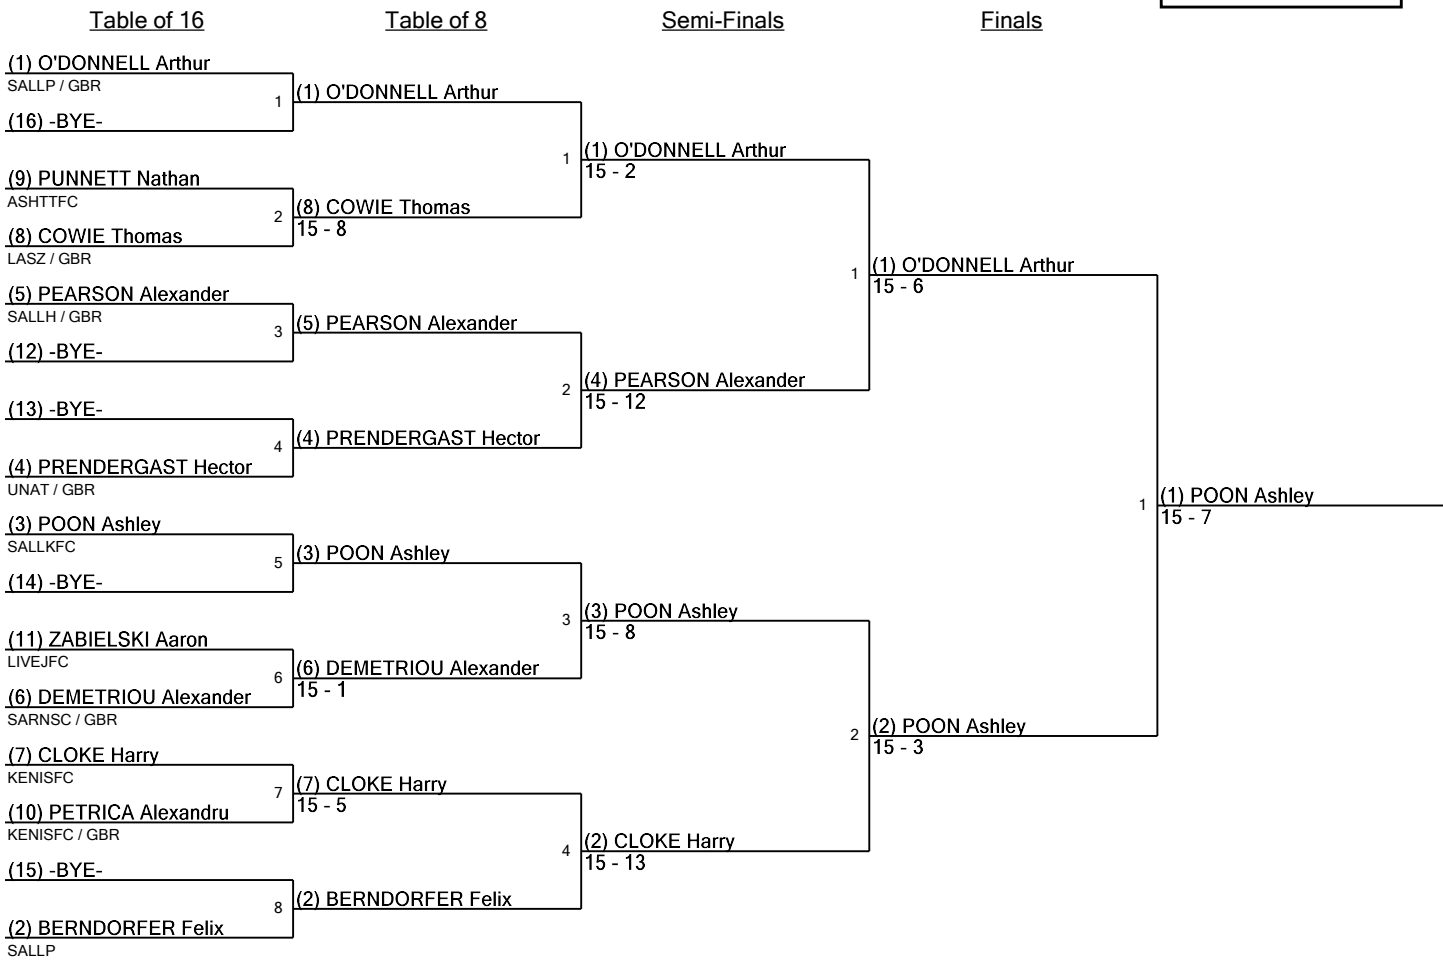 Table of 16
Table of 8
Semi-Finals
Finals
(1) O'DONNELL Arthur
SALLP / GBR
1
(16) -BYE-
(9) PUNNETT Nathan
ASHTTFC
2
(8) COWIE Thomas
LASZ / GBR
(5) PEARSON Alexander
SALLH / GBR
3
(12) -BYE-
(13) -BYE-
4
(4) PRENDERGAST Hector
UNAT / GBR
(3) POON Ashley
SALLKFC
5
(14) -BYE-
(11) ZABIELSKI Aaron
LIVEJFC
6
(6) DEMETRIOU Alexander
SARNSC / GBR
(7) CLOKE Harry
KENISFC
7
(10) PETRICA Alexandru
KENISFC / GBR
(15) -BYE-
8
(2) BERNDORFER Felix
SALLP
(1) O'DONNELL Arthur
1
(8) COWIE Thomas
15 - 8
(5) PEARSON Alexander
2
(4) PRENDERGAST Hector
(3) POON Ashley
3
(6) DEMETRIOU Alexander
15 - 1
(7) CLOKE Harry
15 - 5
4
(2) BERNDORFER Felix
(1) O'DONNELL Arthur
15 - 2
1
(4) PEARSON Alexander
15 - 12
(3) POON Ashley
15 - 8
2
(2) CLOKE Harry
15 - 13
(1) O'DONNELL Arthur
15 - 6
1
(2) POON Ashley
15 - 3
(1) POON Ashley
15 - 7